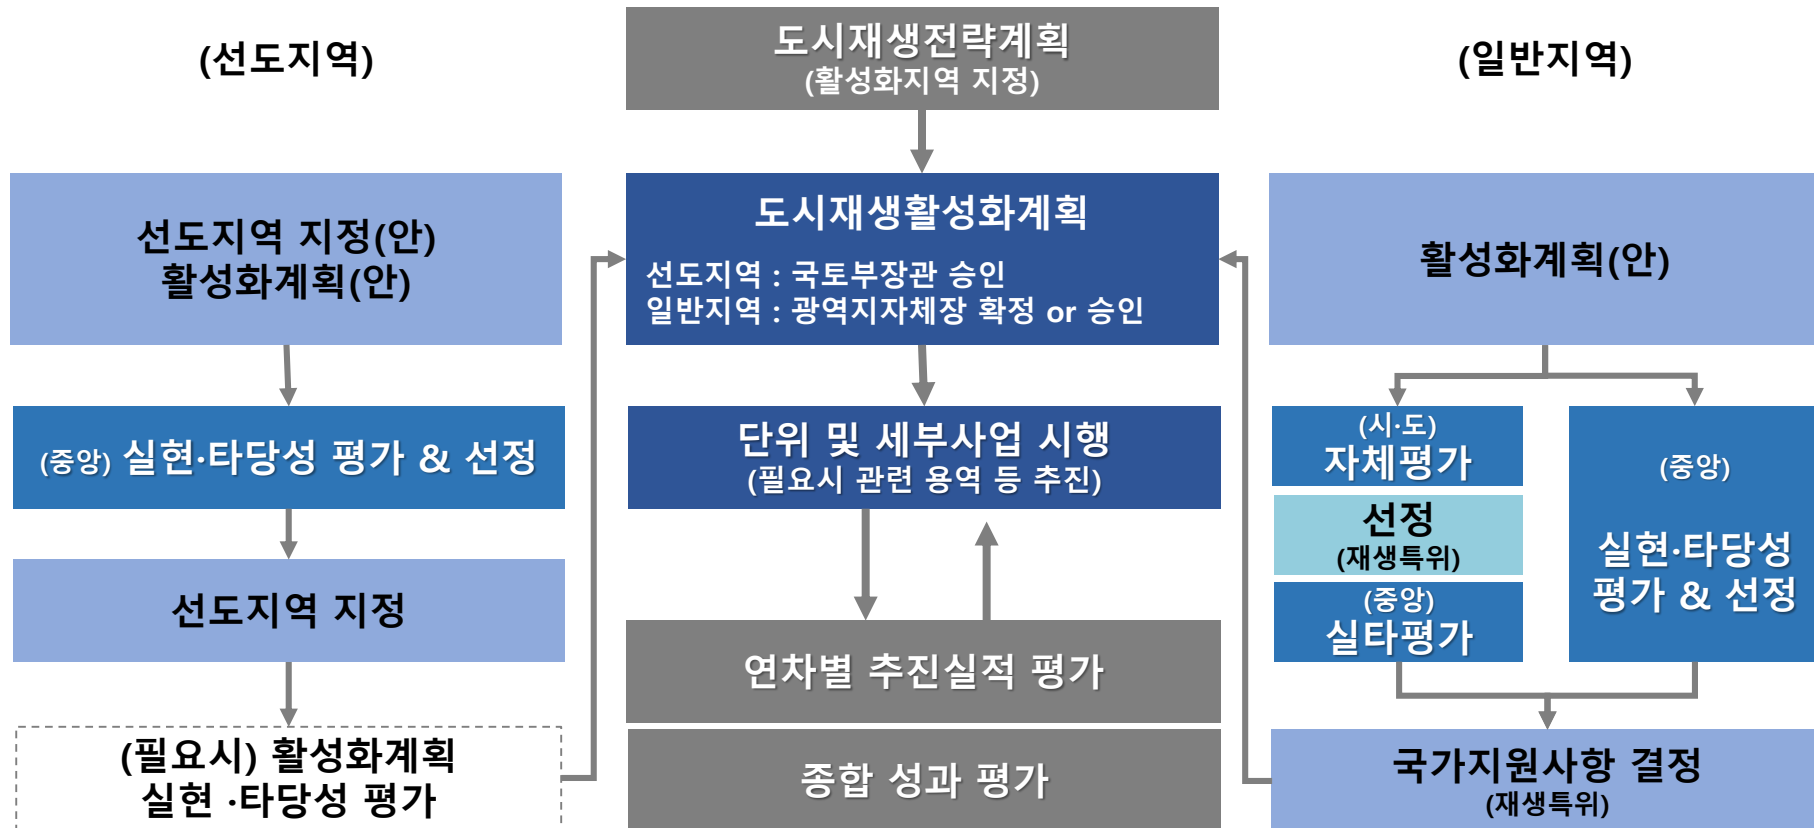 (선도지역)
도시재생전략계획
(활성화지역 지정)
(일반지역)
선도지역 지정(안)
활성화계획(안)
도시재생활성화계획
선도지역 : 국토부장관 승인
일반지역 : 광역지자체장 확정 or 승인
활성화계획(안)
(중앙) 실현·타당성 평가 & 선정
단위 및 세부사업 시행
(필요시 관련 용역 등 추진)
(시·도)
자체평가
선정
(재생특위)
(중앙)
실타평가
(중앙)
실현·타당성
평가 & 선정
선도지역 지정
연차별 추진실적 평가
(필요시) 활성화계획
실현 ·타당성 평가
종합 성과 평가
국가지원사항 결정
(재생특위)